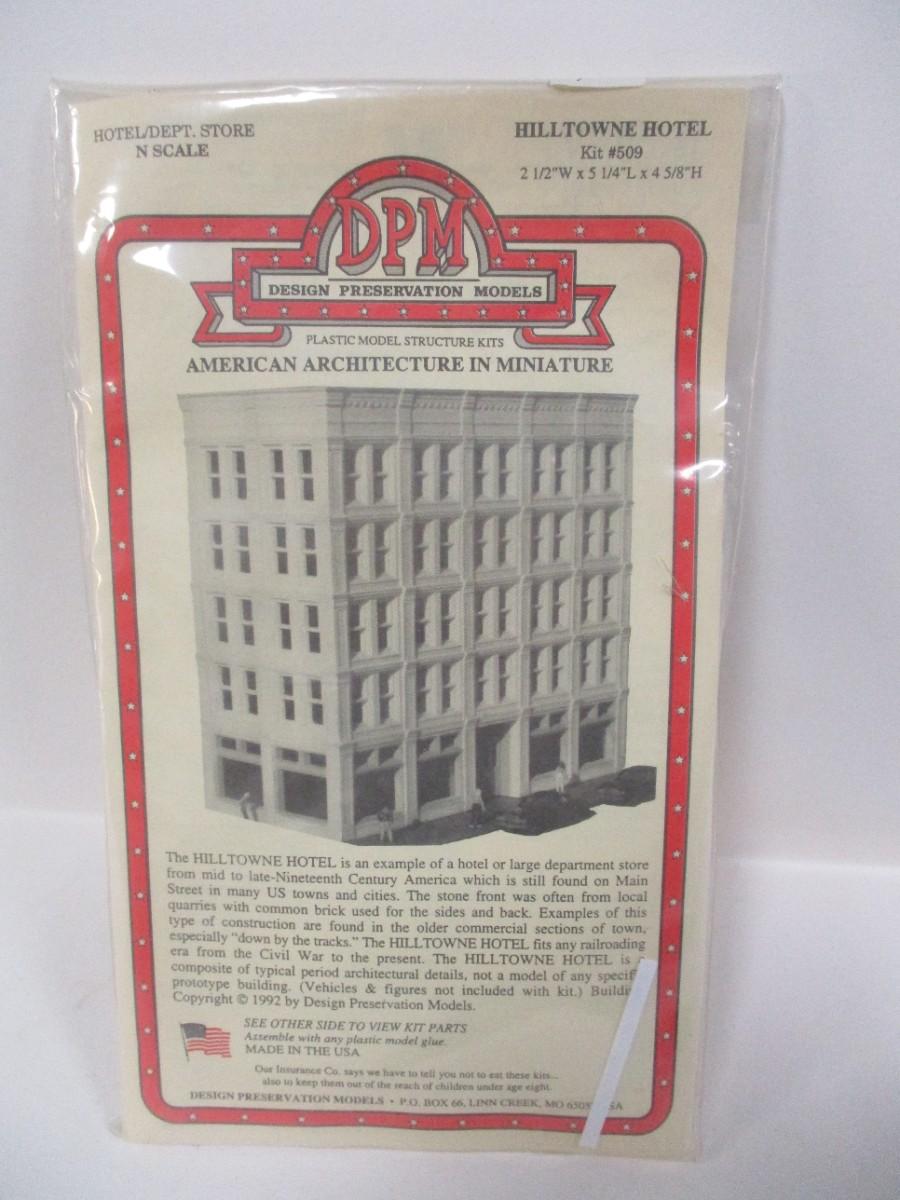 HOTEL/DEPT. STORE
N SCALE
HILLTOWNE HOTEL
Kit #509
2 1/2"W x 5 1/4"L x 4 5/8"H
DPM
DESIGN PRESERVATION MODELS
PLASTIC MODEL STRUCTURE KITS
AMERICAN ARCHITECTURE IN MINIATURE
The HILLTOWNE HOTEL is an example of a hotel or large department store
from mid to late-Nineteenth Century America which is still found on Main
Street in many US towns and cities. The stone front was often from local
quarries with common brick used for the sides and back. Examples of this
type of construction are found in the older commercial sections of town,
especially "down by the tracks." The HILLTOWNE HOTEL fits any railroading
era from the Civil War to the present. The HILLTOWNE HOTEL is
composite of typical period architectural details, not a model of any
prototype building. (Vehicles & figures not included with kit.)
Copyright © 1992 by Design Preservation Models.
SEE OTHER SIDE TO VIEW KIT PARTS
Assemble with any plastic model glue.
MADE IN THE USA
Our Insurance Co. says we have to tell you not to eat these kits...
also to keep them out of the reach of children under age eight.
DESIGN PRESERVATION MODELS • P.O. BOX 66, LINN CREEK, MO